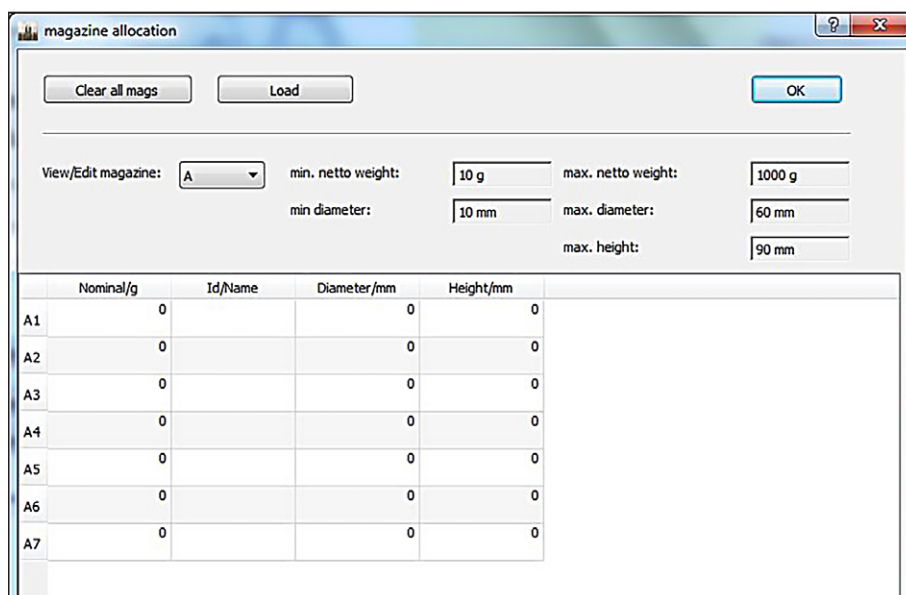 magazine allocation
?
Clear all mags Load OK
View/Edit magazine: A min. netto weight: 10 g max. netto weight: 1000 g
min diameter: 10 mm max. diameter: 60 mm
max. height: 90 mm
Nominal/g Id/Name Diameter/mm Height/mm
A1 0 0 0
A2 0 0 0
A3 0 0 0
A4 0 0 0
A5 0 0 0
A6 0 0 0
A7 0 0 0